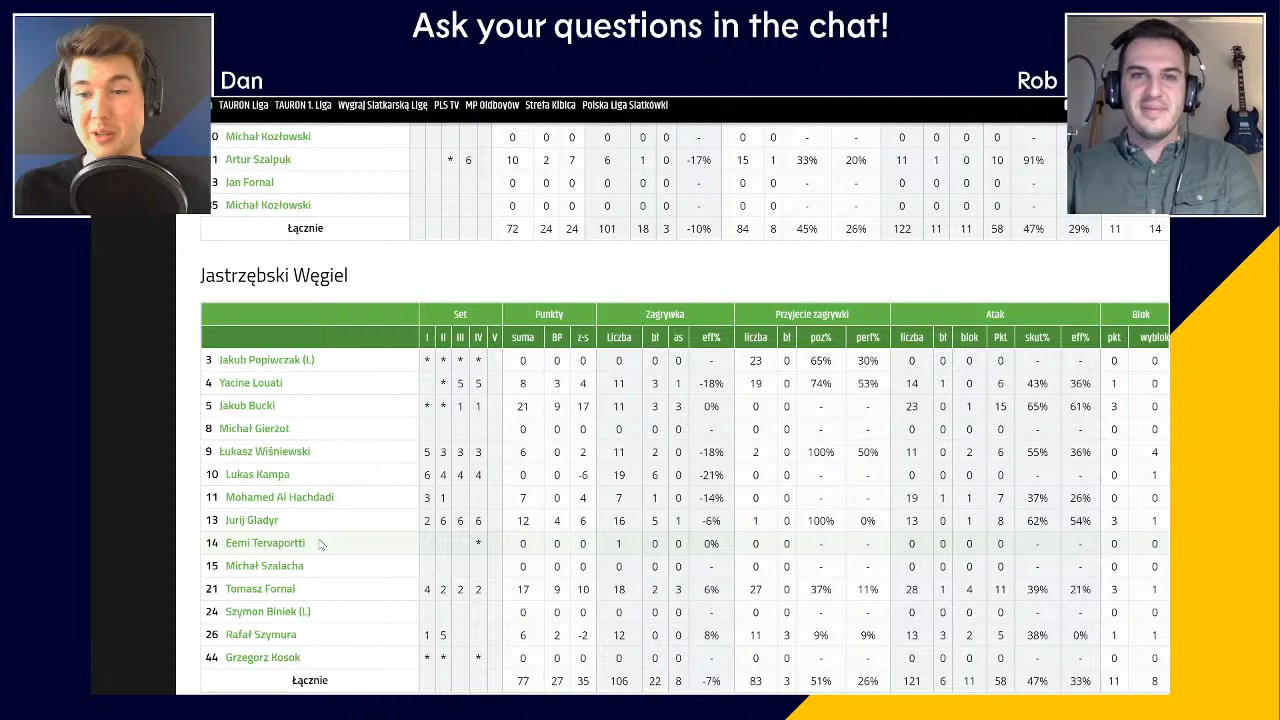 Ask your questions in the chat!
Dan
Rob
TAURON Liga TAURON 1. Liga Wygraj Siatkarską Ligę PLS TV MP Oldboyów Strefa Kibica Polska Liga Siatkówki
0 Michał Kozłowski 0 0 0 0 0 0 - 0 0 - - 0 0 0 0 -
1 Artur Szalpuk * 6 10 2 7 6 1 0 -17% 15 1 33% 20% 11 1 0 10 91%
3 Jan Fornal 0 0 0 0 0 0 - 0 0 - - 0 0 0 0 -
35 Michał Kozłowski 0 0 0 0 0 0 - 0 0 - - 0 0 0 0 -
Łącznie 72 24 24 101 18 3 -10% 84 8 45% 26% 122 11 11 58 47% 29% 11 14
Jastrzębski Węgiel
Set Punkty Zagrywka Przyjęcie zagrywki Atak Blok
I II III IV V suma BP z-s Liczba bł as eff% liczba bł poz% perf% liczba bł blok Pkt skut% eff% pkt wyblok
3 Jakub Popiwczak (L) * * * * 0 0 0 0 0 0 - 23 0 65% 30% 0 0 0 0 - - 0 0
4 Yacine Louati * 5 5 8 3 4 11 3 1 -18% 19 0 74% 53% 14 1 0 6 43% 36% 1 0
5 Jakub Bucki * * 1 1 21 9 17 11 3 3 0% 0 0 - - 23 0 1 15 65% 61% 3 0
8 Michał Gierżot 0 0 0 0 0 0 - 0 0 - - 0 0 0 0 - - 0 0
9 Łukasz Wiśniewski 5 3 3 3 6 0 2 11 2 0 -18% 2 0 100% 50% 11 0 2 6 55% 36% 0 4
10 Lukas Kampa 6 4 4 4 0 0 -6 19 6 0 -21% 0 0 - - 0 0 0 0 - - 0 1
11 Mohamed Al Hachdadi 3 1 7 0 4 7 1 0 -14% 0 0 - - 19 1 1 7 37% 26% 0 0
13 Jurij Gladyr 2 6 6 6 12 4 6 16 5 1 -6% 1 0 100% 0% 13 0 1 8 62% 54% 3 1
14 Eemi Tervaportti * 0 0 0 1 0 0 0% 0 0 - - 0 0 0 0 - - 0 0
15 Michał Szalacha 0 0 0 0 0 0 - 0 0 - - 0 0 0 0 - - 0 0
21 Tomasz Fornal 4 2 2 2 17 9 10 18 2 3 6% 27 0 37% 11% 28 1 4 11 39% 21% 3 1
24 Szymon Biniek (L) 0 0 0 0 0 0 - 0 0 - - 0 0 0 0 - - 0 0
26 Rafał Szymura 1 5 6 2 -2 12 0 0 8% 11 3 9% 9% 13 3 2 5 38% 0% 1 1
44 Grzegorz Kosok * * * 0 0 0 0 0 0 - 0 0 - - 0 0 0 0 - - 0 0
Łącznie 77 27 35 106 22 8 -7% 83 3 51% 26% 121 6 11 58 47% 33% 11 8